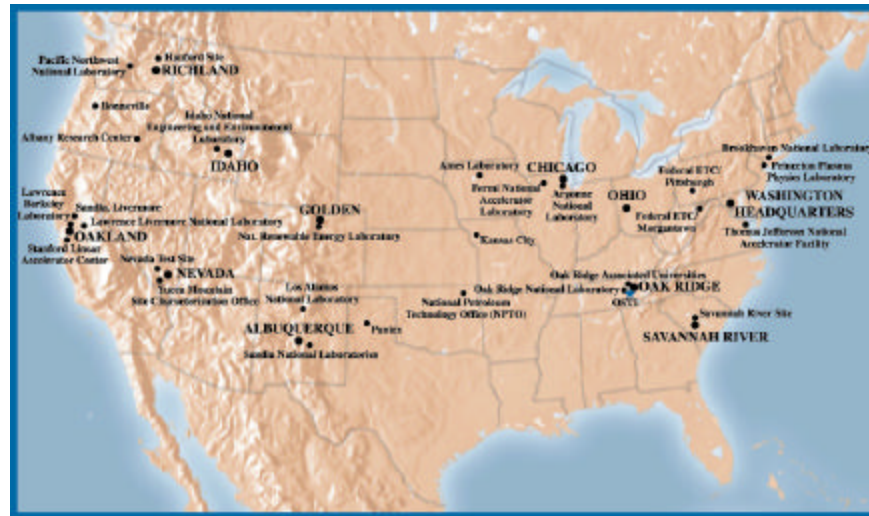 Pacific Northwest
National Laboratory
Hanford Site
RICHLAND
Bonneville
Idaho National
Engineering and Environmental
Laboratory
Albany Research Center
IDAHO
Lawrence
Berkeley
Laboratory
Sandia, Livermore
Lawrence Livermore National Laboratory
OAKLAND
Stanford Linear
Accelerator Center
GOLDEN
Nat. Renewable Energy Laboratory
Nevada Test Site
NEVADA
Yucca Mountain
Site Characterization Office
Los Alamos
National Laboratory
ALBUQUERQUE
Sandia National Laboratories
Pantex
Ames Laboratory
CHICAGO
Fermi National
Accelerator
Laboratory
Argonne
National
Laboratory
Kansas City
National Petroleum
Technology Office (NPTO)
OHIO
Federal ETC/
Pittsburgh
Federal ETC/
Morgantown
Brookhaven National Laboratory
Princeton Plasma
Physics Laboratory
WASHINGTON
HEADQUARTERS
Thomas Jefferson National
Accelerator Facility
Oak Ridge Associated Universities
Oak Ridge National Laboratory
OAK RIDGE
OSTI
Savannah River Site
SAVANNAH RIVER